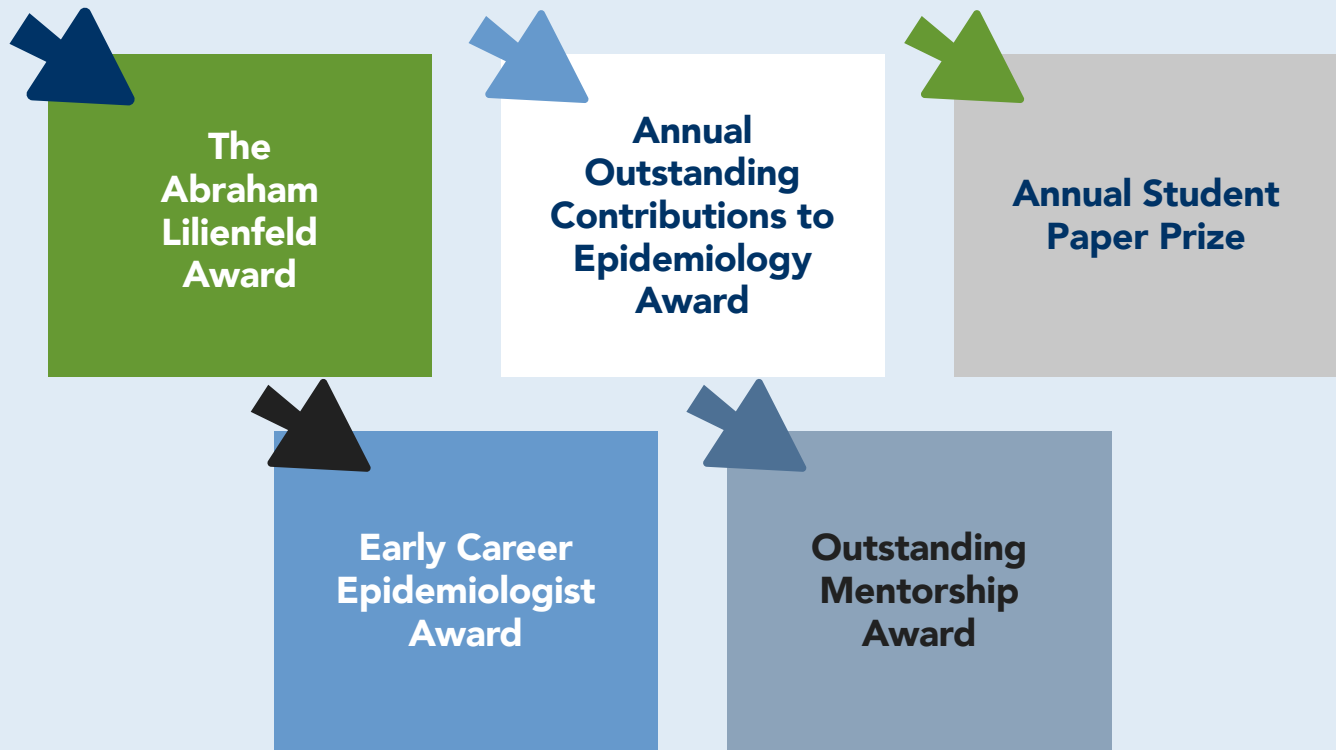 The
Abraham
Lilienfeld
Award
Annual
Outstanding
Contributions to
Epidemiology
Award
Annual Student
Paper Prize
Early Career
Epidemiologist
Award
Outstanding
Mentorship
Award